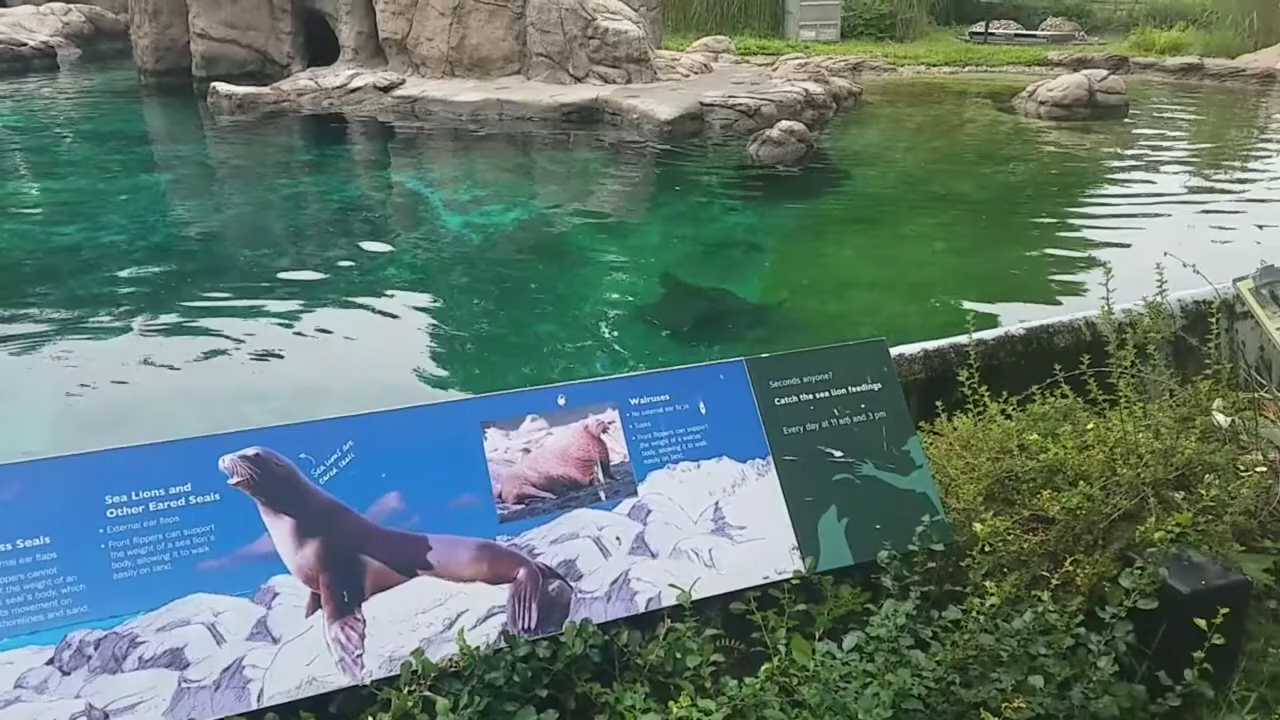 ss Seals
nal ear flaps
ppers cannot
t the weight of an
s seal's body, which
s movement on
shorelines, and sand.
Sea Lions and
Other Eared Seals
• External ear flaps
• Front flippers can support
the weight of a sea lion's
body, allowing it to walk
easily on land.
Sea lions are
eared seals
Walruses
• No external ear flaps
• Tusks
• Front flippers can support
the weight of a walrus'
body, allowing it to walk
easily on land.
Seconds anyone?
Catch the sea lion feedings
Every day at 11 am and 3 pm